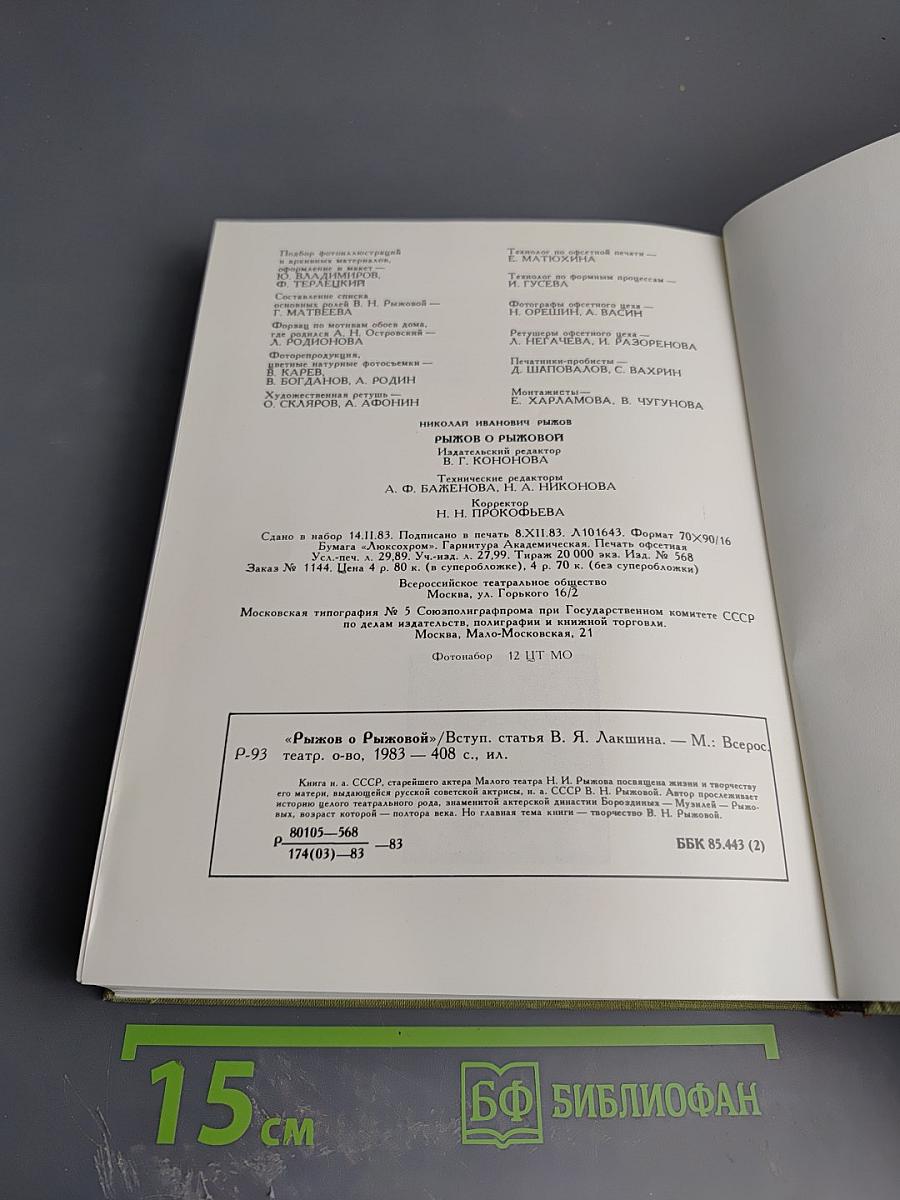 Подбор фотоиллюстраций
и архивных материалов,
оформление и макет —
Ю. ВЛАДИМИРОВ,
Ф. ТЕРЛЕЦКИЙ
Составление списка
основных ролей В. Н. Рыжовой —
Г. МАТВЕЕВА
Форзац по мотивам обоев дома,
где родился А. Н. Островский —
Л. РОДИОНОВА
Фоторепродукция,
цветные натурные фотосъемки —
В. КАРЕВ,
В. БОГДАНОВ, А. РОДИН
Художественная ретушь —
О. СКЛЯРОВ, А. АФОНИН
Технолог по офсетной печати —
Е. МАТЮХИНА
Технолог по формным процессам —
И. ГУСЕВА
Фотографы офсетного цеха —
Н. ОРЕШИН, А. ВАСИН
Ретушеры офсетного цеха —
Л. НЕГАЧЕВА, И. РАЗОРЕНОВА
Печатники-пробисты —
Д. ШАПОВАЛОВ, С. ВАХРИН
Монтажисты —
Е. ХАРЛАМОВА, В. ЧУГУНОВА
НИКОЛАЙ ИВАНОВИЧ РЫЖОВ
РЫЖОВ О РЫЖОВОЙ
Издательский редактор
В. Г. КОНОНОВА
Технические редакторы
А. Ф. БАЖЕНОВА, Н. А. НИКОНОВА
Корректор
Н. Н. ПРОКОФЬЕВА
Сдано в набор 14.II.83. Подписано в печать 8.XII.83. Л101643. Формат 70×90/16
Бумага «Люксохром». Гарнитура Академическая. Печать офсетная
Усл.-печ. л. 29,89. Уч.-изд. л. 27,99. Тираж 20 000 экз. Изд. № 568
Заказ № 1144. Цена 4 р. 80 к. (в суперобложке), 4 р. 70 к. (без суперобложки)
Всероссийское театральное общество
Москва, ул. Горького 16/2
Московская типография № 5 Союзполиграфпрома при Государственном комитете СССР
по делам издательств, полиграфии и книжной торговли.
Москва, Мало-Московская, 21
Фотонабор 12 ЦТ МО
«Рыжов о Рыжовой»/Вступ. статья В. Я. Лакшина. — М.: Всерос.
Р-93 театр. о-во, 1983 — 408 с., ил.
Книга н. а. СССР, старейшего актера Малого театра Н. И. Рыжова посвящена жизни и творчеству
его матери, выдающейся русской советской актрисы, н. а. СССР В. Н. Рыжовой. Автор прослеживает
историю целого театрального рода, знаменитой актерской династии Бороздиных — Музилей — Рыжо-
вых, возраст которой — полтора века. Но главная тема книги — творчество В. Н. Рыжовой.
80105—568
Р —83
174(03)—83
ББК 85.443 (2)
15 см
БФ БИБЛИОФАН